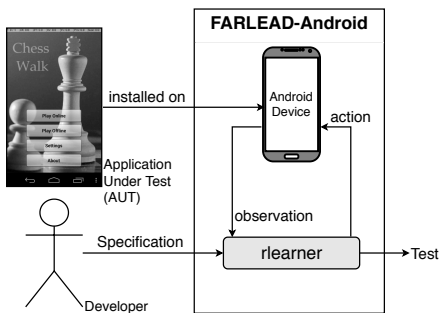 FARLEAD-Android
Chess
Walk
Play Online
Play Offline
Settings
About
installed on
Android
Device
action
Application
Under Test
(AUT)
observation
Specification
rlearner
Test
Developer